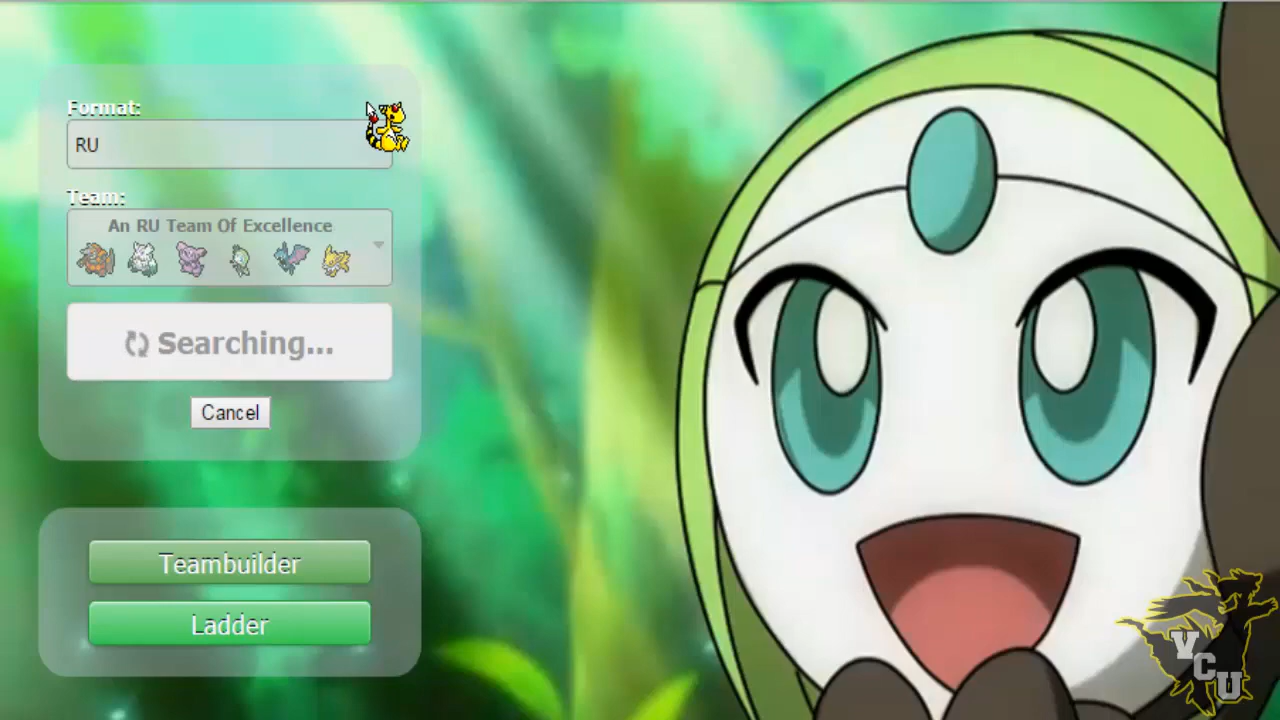 Format:
RU
Team:
An RU Team Of Excellence
Searching...
Cancel
Teambuilder
Ladder
VCU